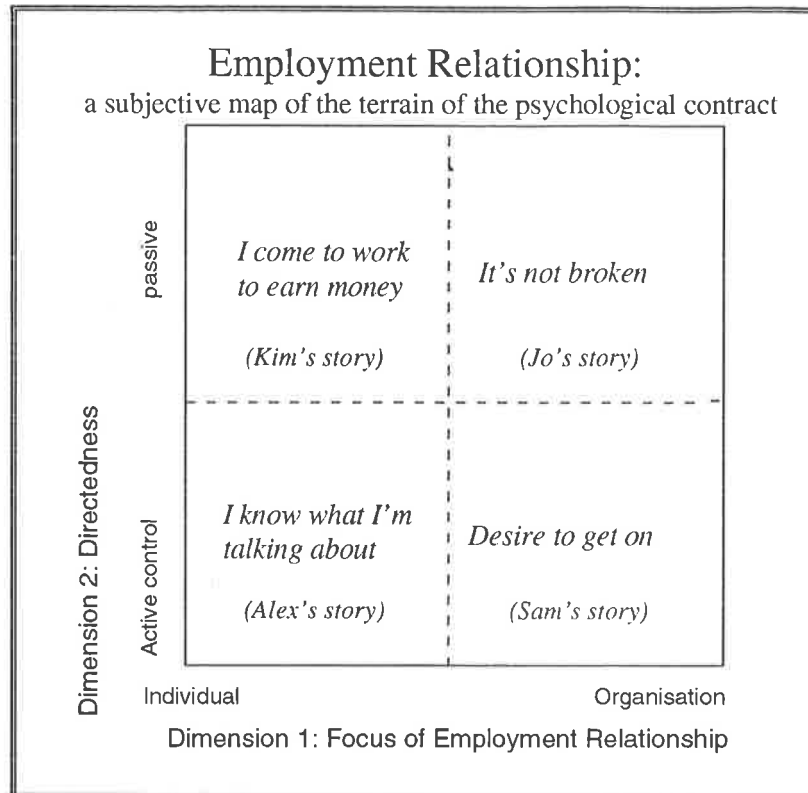 Employment Relationship:
a subjective map of the terrain of the psychological contract
passive
I come to work
to earn money
(Kim's story)
It's not broken
(Jo's story)
Dimension 2: Directedness
Active control
I know what I'm
talking about
(Alex's story)
Desire to get on
(Sam's story)
Individual
Organisation
Dimension 1: Focus of Employment Relationship